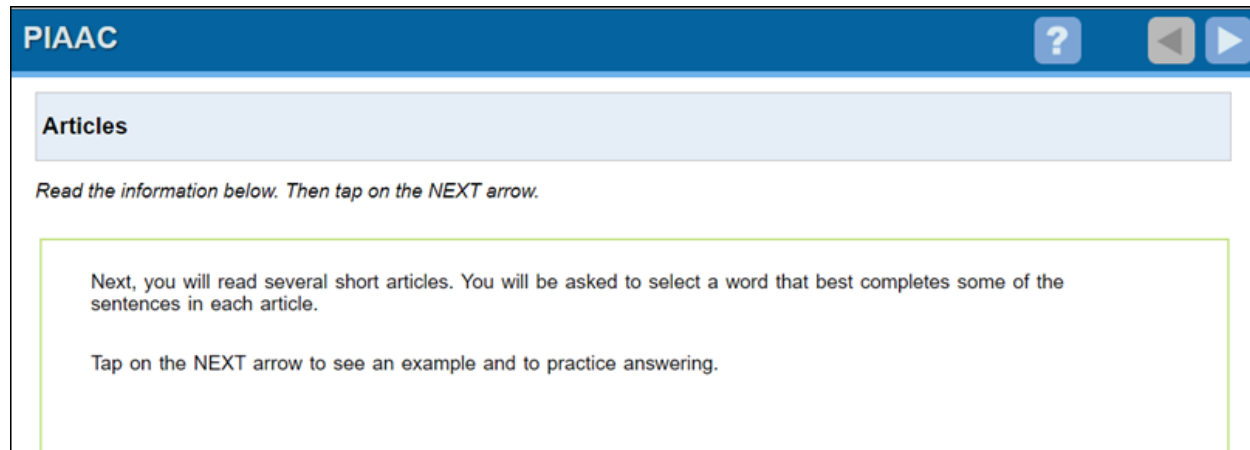 PIAAC
?
Articles
Read the information below. Then tap on the NEXT arrow.
Next, you will read several short articles. You will be asked to select a word that best completes some of the
sentences in each article.
Tap on the NEXT arrow to see an example and to practice answering.